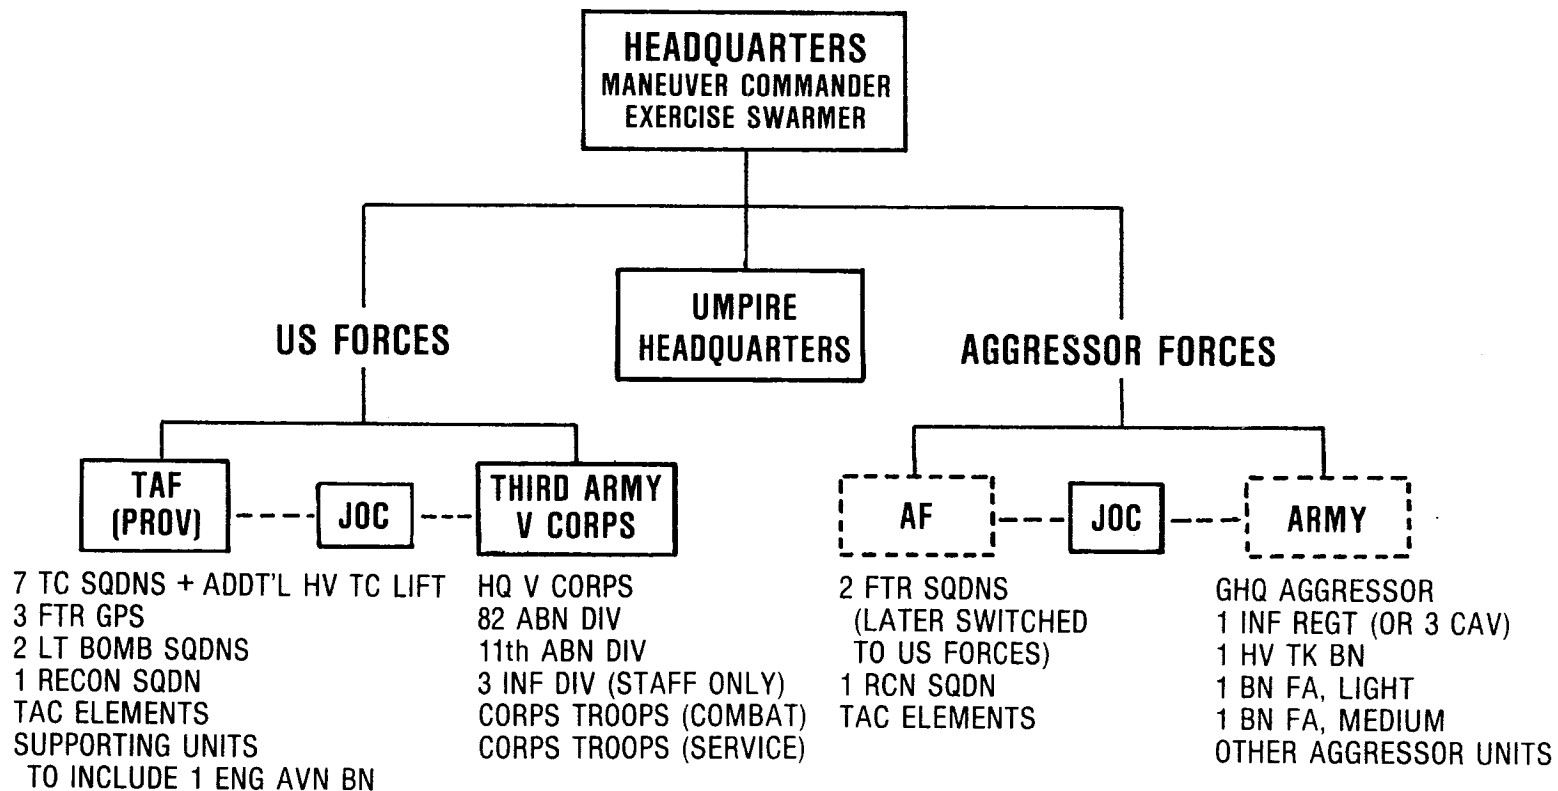 HEADQUARTERS
MANEUVER COMMANDER
EXERCISE SWARMER
UMPIRE
HEADQUARTERS
US FORCES
AGGRESSOR FORCES
TAF
(PROV)
JOC
THIRD ARMY
V CORPS
AF
JOC
ARMY
7 TC SQDNS + ADDT'L HV TC LIFT
3 FTR GPS
2 LT BOMB SQDNS
1 RECON SQDN
TAC ELEMENTS
SUPPORTING UNITS
TO INCLUDE 1 ENG AVN BN
HQ V CORPS
82 ABN DIV
11th ABN DIV
3 INF DIV (STAFF ONLY)
CORPS TROOPS (COMBAT)
CORPS TROOPS (SERVICE)
2 FTR SQDNS
(LATER SWITCHED
TO US FORCES)
1 RCN SQDN
TAC ELEMENTS
GHQ AGGRESSOR
1 INF REGT (OR 3 CAV)
1 HV TK BN
1 BN FA, LIGHT
1 BN FA, MEDIUM
OTHER AGGRESSOR UNITS